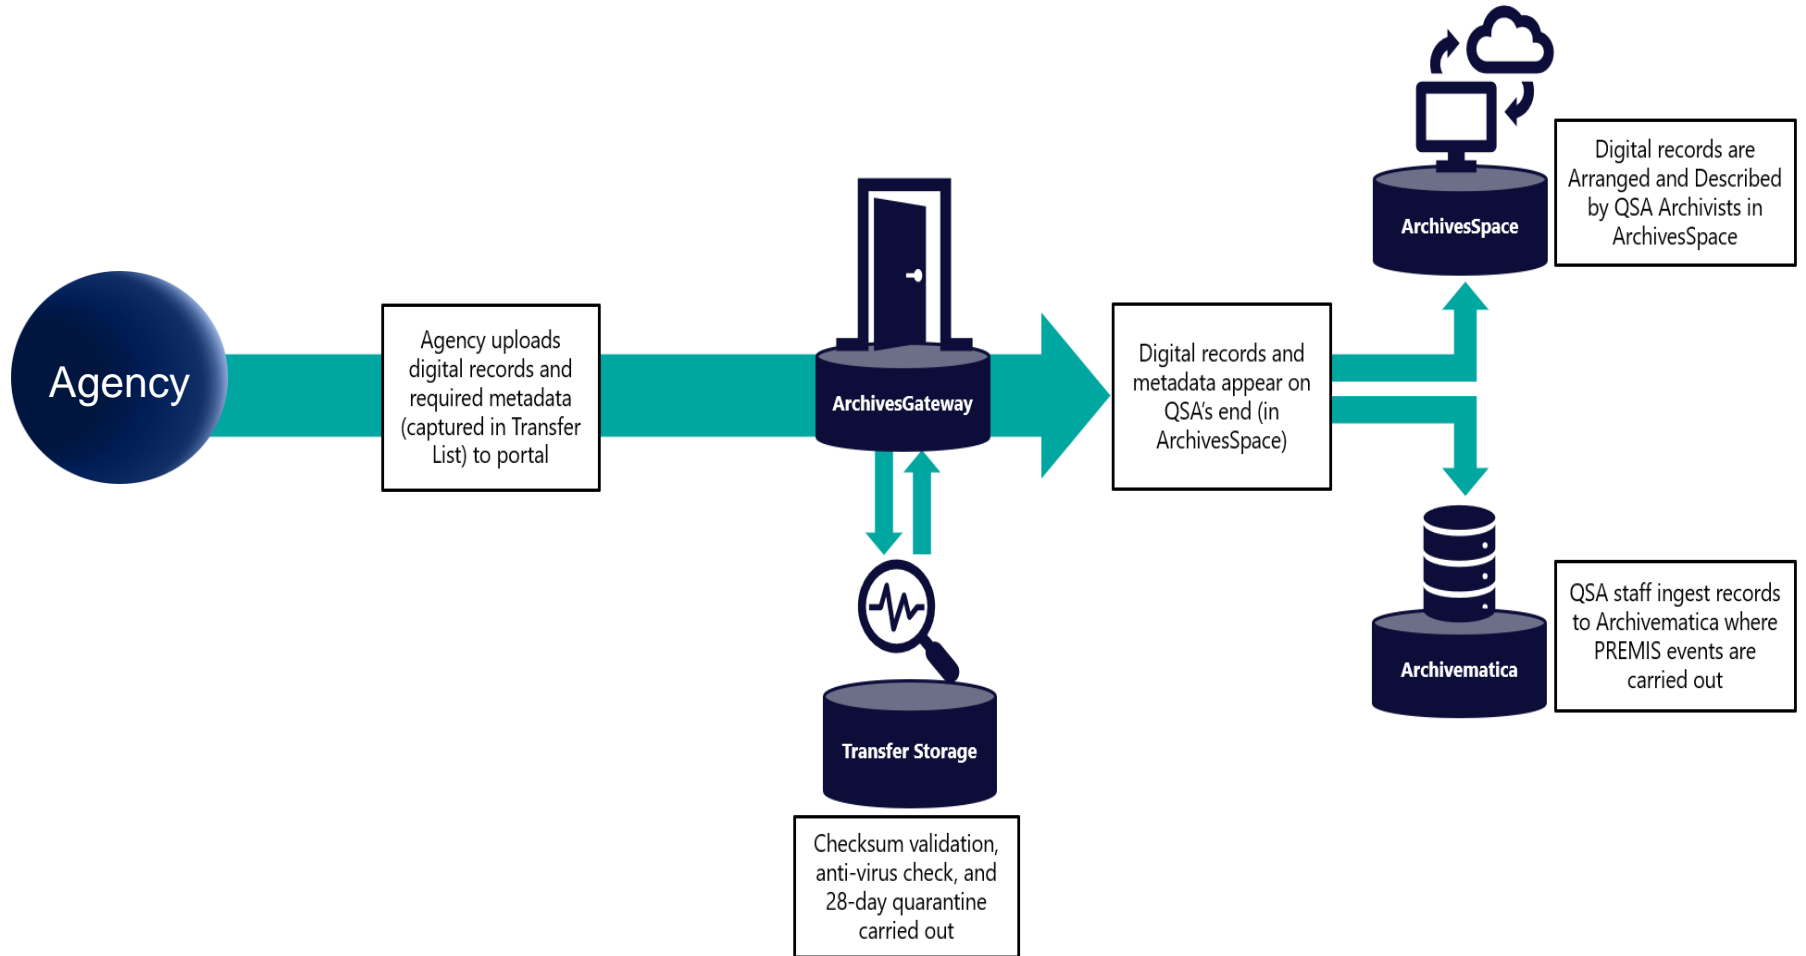 Agency
Agency uploads
digital records and
required metadata
(captured in Transfer
List) to portal
ArchivesGateway
Transfer Storage
Checksum validation,
anti-virus check, and
28-day quarantine
carried out
Digital records and
metadata appear on
QSA's end (in
ArchivesSpace)
ArchivesSpace
Digital records are
Arranged and Described
by QSA Archivists in
ArchivesSpace
Archivematica
QSA staff ingest records
to Archivematica where
PREMIS events are
carried out